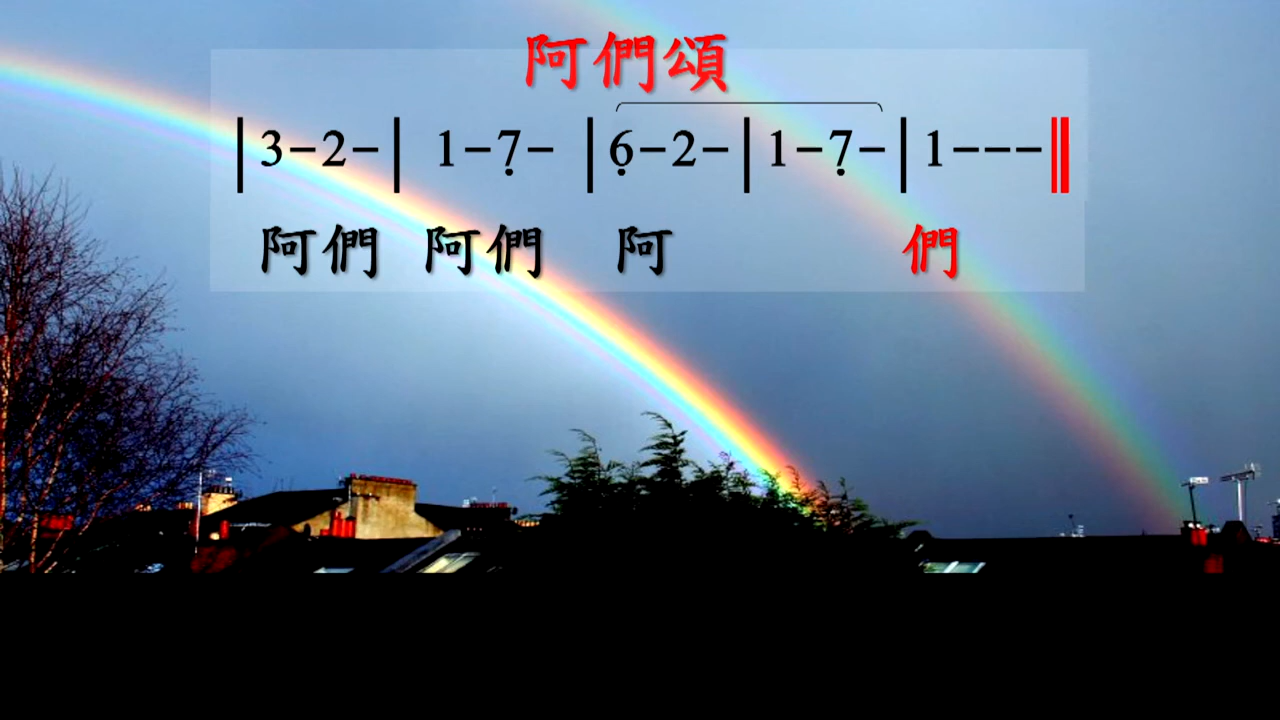 阿們頌
|3-2-| 1-7̣- |6̣-2-|1-7̣-|1---‖
阿們 阿們 阿 們